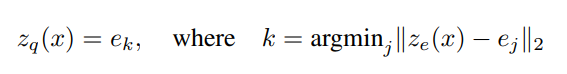 z_q(x) = e_k, where k = argmin_j ‖z_e(x) − e_j‖_2